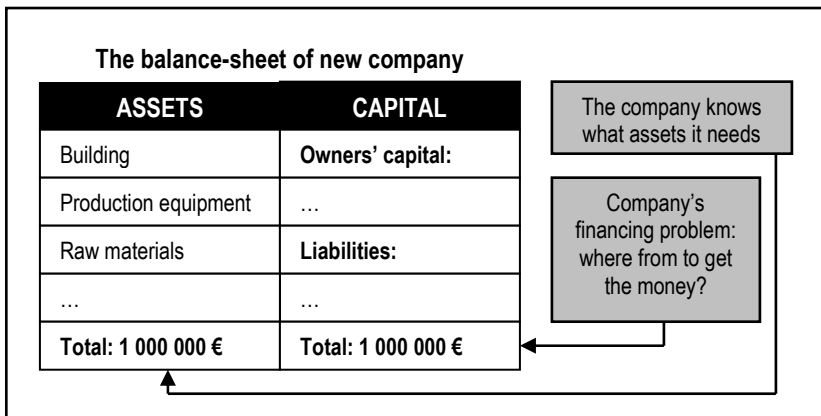 The balance-sheet of new company
ASSETS CAPITAL
Building Owners' capital:
Production equipment …
Raw materials Liabilities:
… …
Total: 1 000 000 € Total: 1 000 000 €
The company knows
what assets it needs
Company's
financing problem:
where from to get
the money?